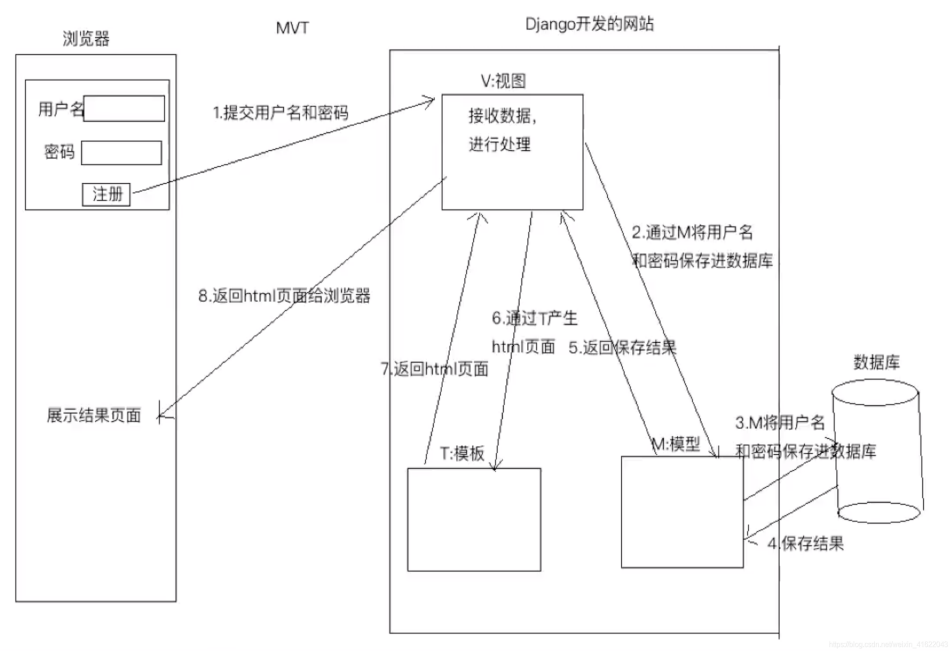 MVT
Django开发的网站
浏览器
V:视图
用户名
密码
注册
1.提交用户名和密码
接收数据，
进行处理
2.通过M将用户名
和密码保存进数据库
8.返回html页面给浏览器
6.通过T产生
html页面
5.返回保存结果
7.返回html页面
数据库
展示结果页面
3.M将用户名
和密码保存进数据库
T:模板
M:模型
4.保存结果